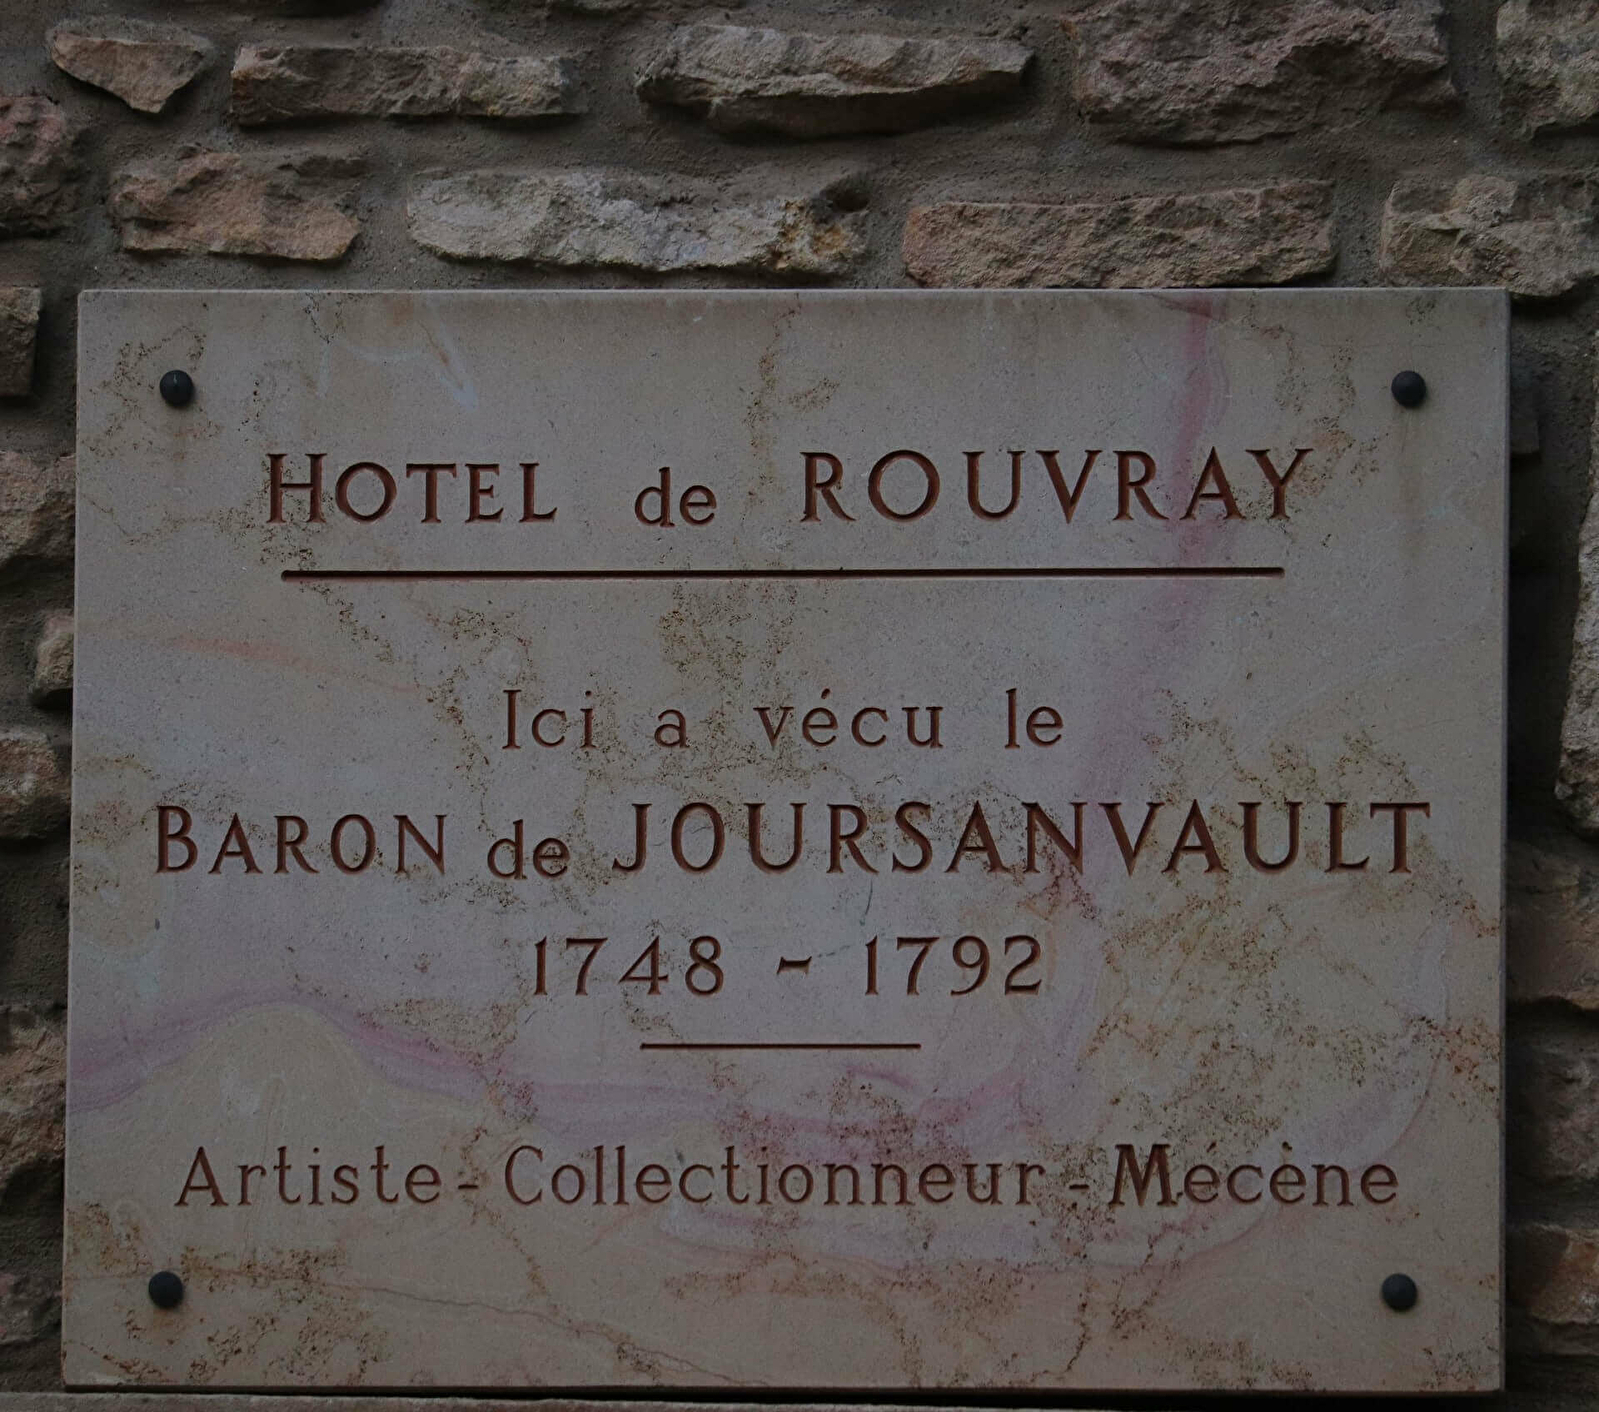 HOTEL de ROUVRAY
Ici a vécu le
BARON de JOURSANVAULT
1748 - 1792
Artiste - Collectionneur - Mécène